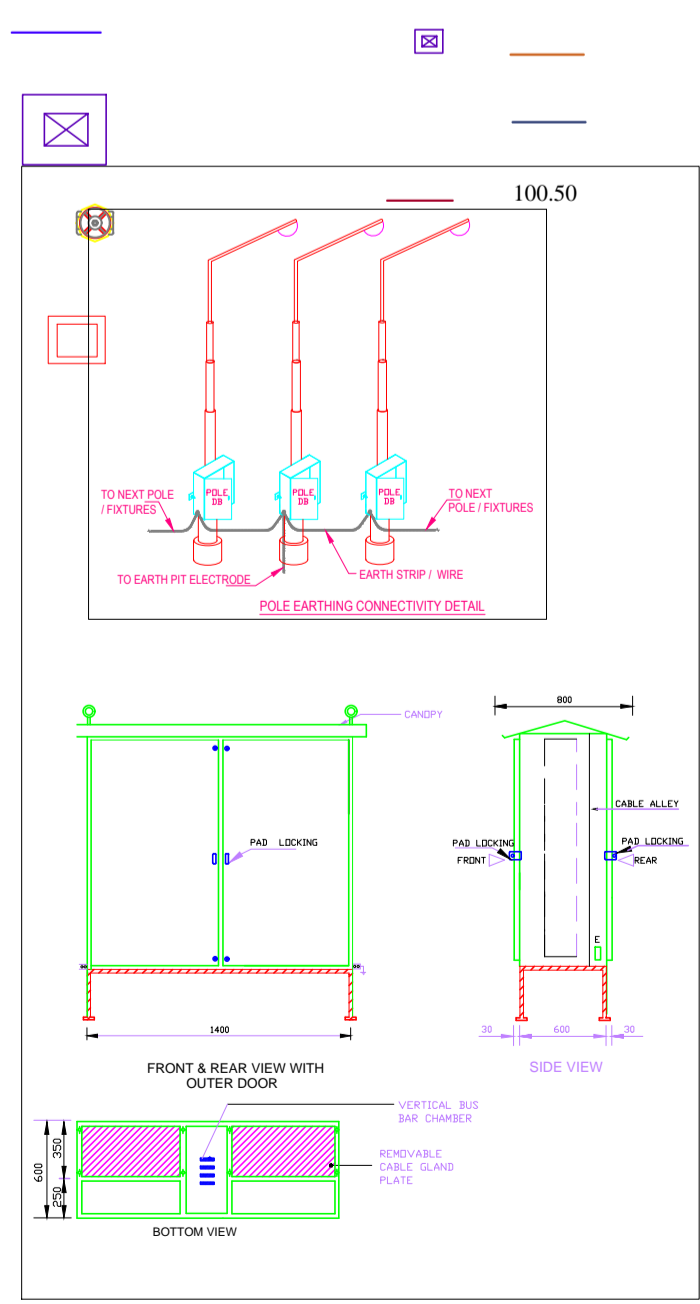 100.50
POLE
DB
POLE
DB
POLE
DB
TO NEXT POLE
/ FIXTURES
TO NEXT
POLE / FIXTURES
TO EARTH PIT ELECTRODE
EARTH STRIP / WIRE
POLE EARTHING CONNECTIVITY DETAIL
800
CANOPY
CABLE ALLEY
PAD LOCKING
PAD LOCKING
PAD LOCKING
FRONT
REAR
E
1400
30
600
30
FRONT & REAR VIEW WITH
OUTER DOOR
SIDE VIEW
VERTICAL BUS
BAR CHAMBER
600
350
250
REMOVABLE
CABLE GLAND
PLATE
BOTTOM VIEW